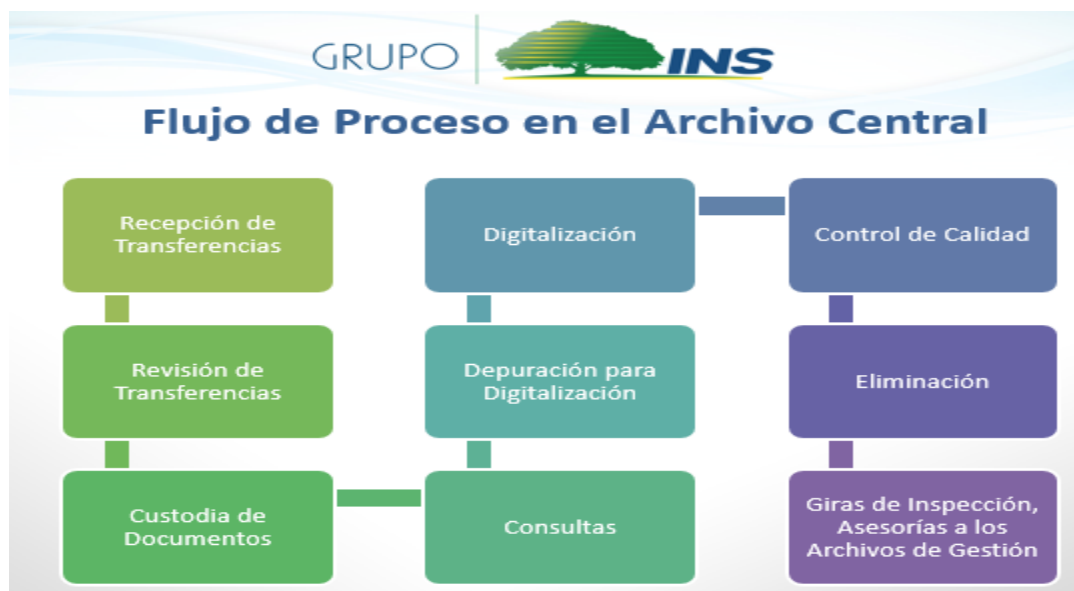 GRUPO INS
Flujo de Proceso en el Archivo Central
Recepción de
Transferencias
Revisión de
Transferencias
Custodia de
Documentos
Consultas
Depuración para
Digitalización
Digitalización
Control de Calidad
Eliminación
Giras de Inspección,
Asesorías a los
Archivos de Gestión